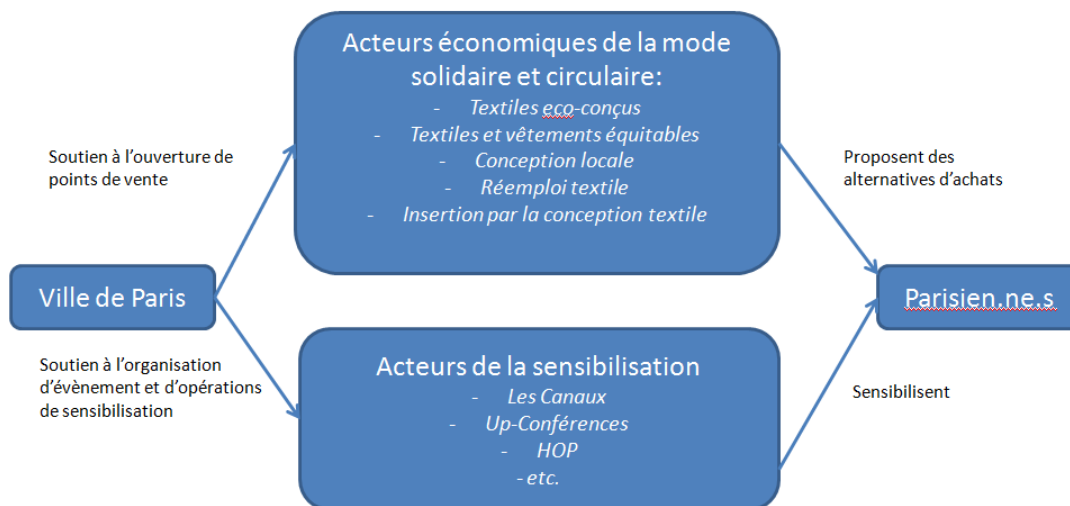 Acteurs économiques de la mode
solidaire et circulaire:
- Textiles eco-conçus
- Textiles et vêtements équitables
- Conception locale
- Réemploi textile
- Insertion par la conception textile
Soutien à l'ouverture de
points de vente
Proposent des
alternatives d'achats
Ville de Paris
Parisien.ne.s
Soutien à l'organisation
d'évènement et d'opérations
de sensibilisation
Acteurs de la sensibilisation
- Les Canaux
- Up-Conférences
- HOP
- etc.
Sensibilisent